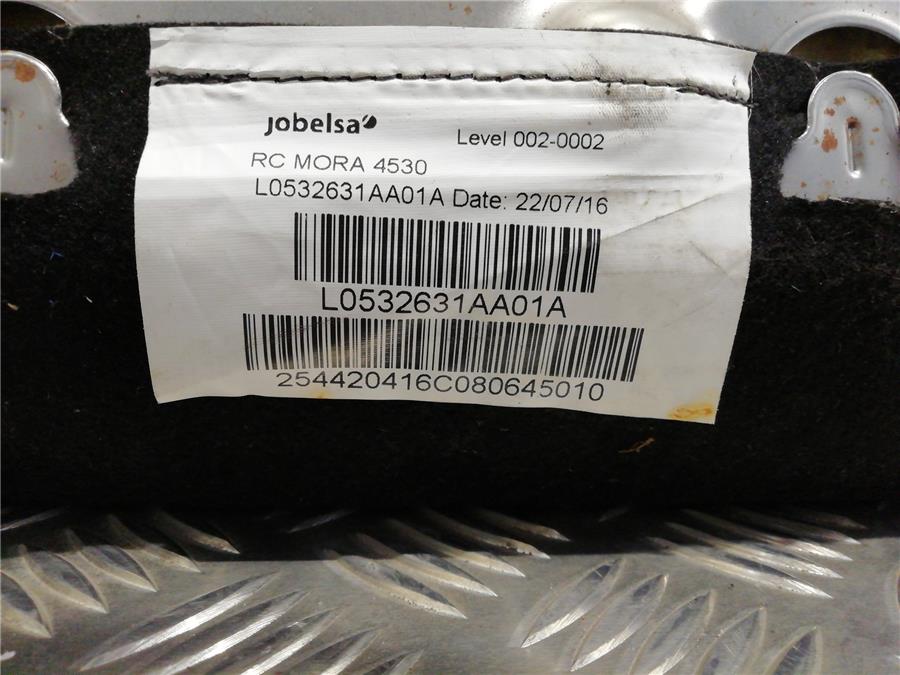 Jobelsa
Level 002-0002
RC MORA 4530
L0532631AA01A Date: 22/07/16
L0532631AA01A
254420416C080645010